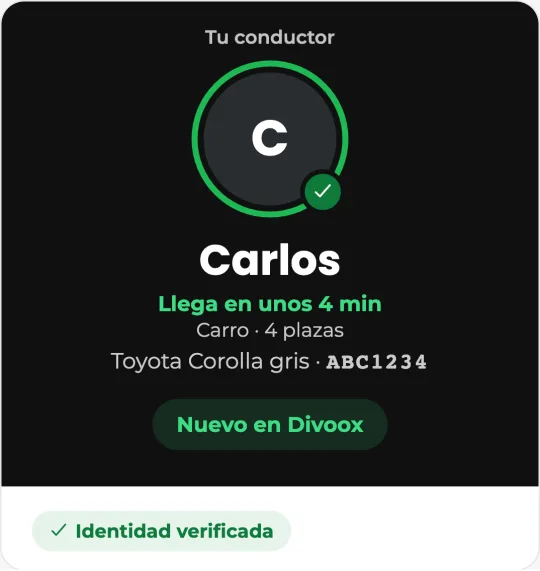 Tu conductor
C
Carlos
Llega en unos 4 min
Carro · 4 plazas
Toyota Corolla gris · ABC1234
Nuevo en Divoox
✓ Identidad verificada